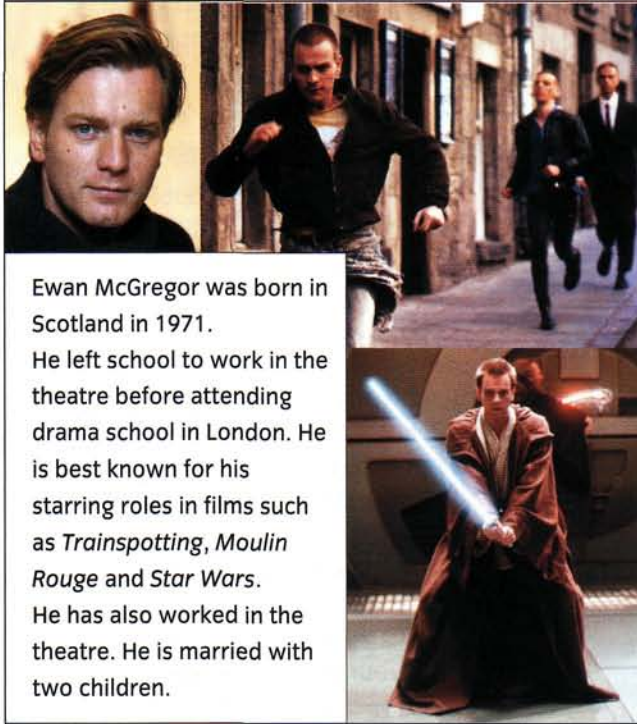 Ewan McGregor was born in
Scotland in 1971.
He left school to work in the
theatre before attending
drama school in London. He
is best known for his
starring roles in films such
as Trainspotting, Moulin
Rouge and Star Wars.
He has also worked in the
theatre. He is married with
two children.